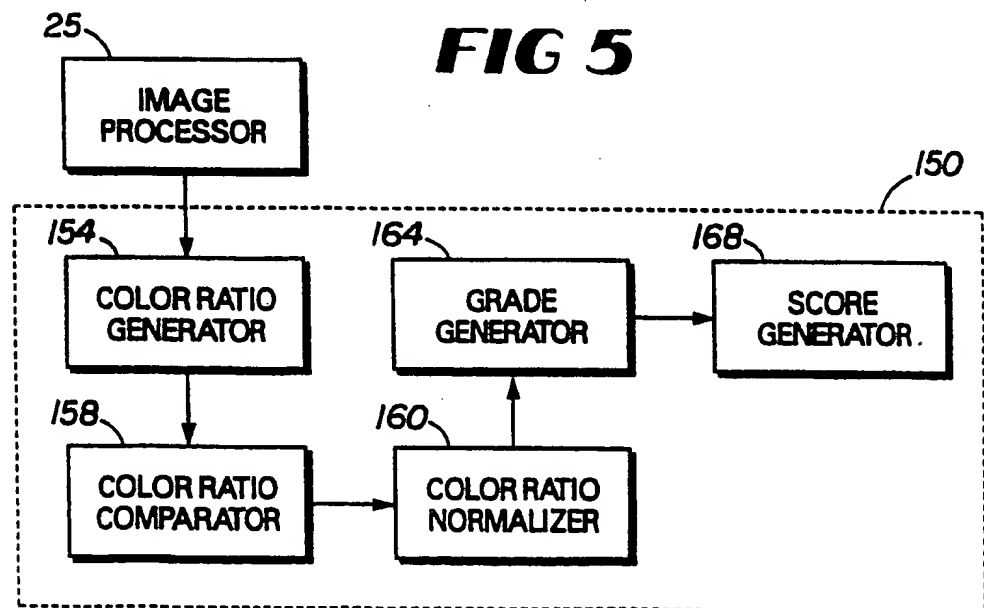 FIG 5
25
IMAGE
PROCESSOR
150
154
COLOR RATIO
GENERATOR
164
GRADE
GENERATOR
168
SCORE
GENERATOR.
158
COLOR RATIO
COMPARATOR
160
COLOR RATIO
NORMALIZER